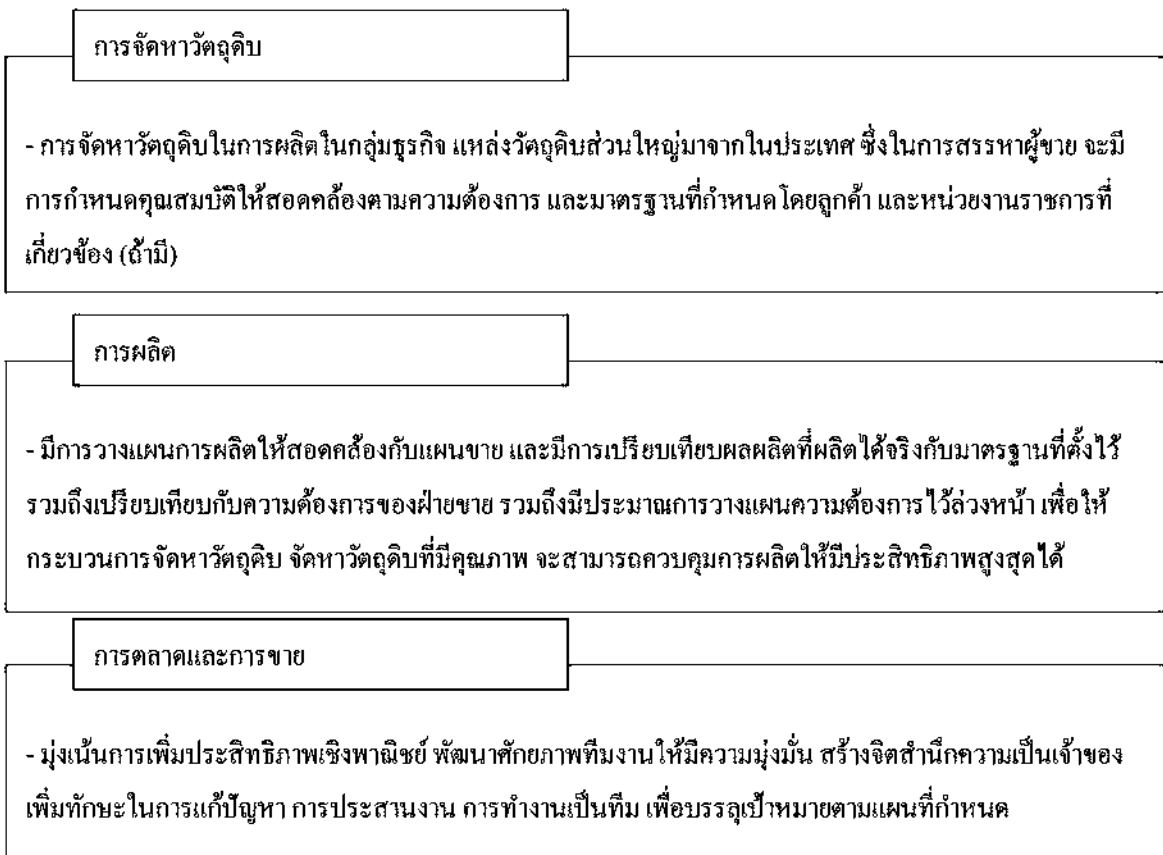 การจัดหาวัตถุดิบ
- การจัดหาวัตถุดิบในการผลิตในกลุ่มธุรกิจ แหล่งวัตถุดิบส่วนใหญ่มาจากในประเทศ ซึ่งในการสรรหาผู้ขาย จะมี
การกำหนดคุณสมบัติให้สอดคล้องตามความต้องการ และมาตรฐานที่กำหนดโดยลูกค้า และหน่วยงานราชการที่
เกี่ยวข้อง (ถ้ามี)
การผลิต
- มีการวางแผนการผลิตให้สอดคล้องกับแผนขาย และมีการเปรียบเทียบผลผลิตที่ผลิตได้จริงกับมาตรฐานที่ตั้งไว้
รวมถึงเปรียบเทียบกับความต้องการของฝ่ายขาย รวมถึงมีประมาณการวางแผนความต้องการไว้ล่วงหน้า เพื่อให้
กระบวนการจัดหาวัตถุดิบ จัดหาวัตถุดิบที่มีคุณภาพ จะสามารถควบคุมการผลิตให้มีประสิทธิภาพสูงสุดได้
การตลาดและการขาย
- มุ่งเน้นการเพิ่มประสิทธิภาพเชิงพาณิชย์ พัฒนาศักยภาพทีมงานให้มีความมุ่งมั่น สร้างจิตสำนึกความเป็นเจ้าของ
เพิ่มทักษะในการแก้ปัญหา การประสานงาน การทำงานเป็นทีม เพื่อบรรลุเป้าหมายตามแผนที่กำหนด